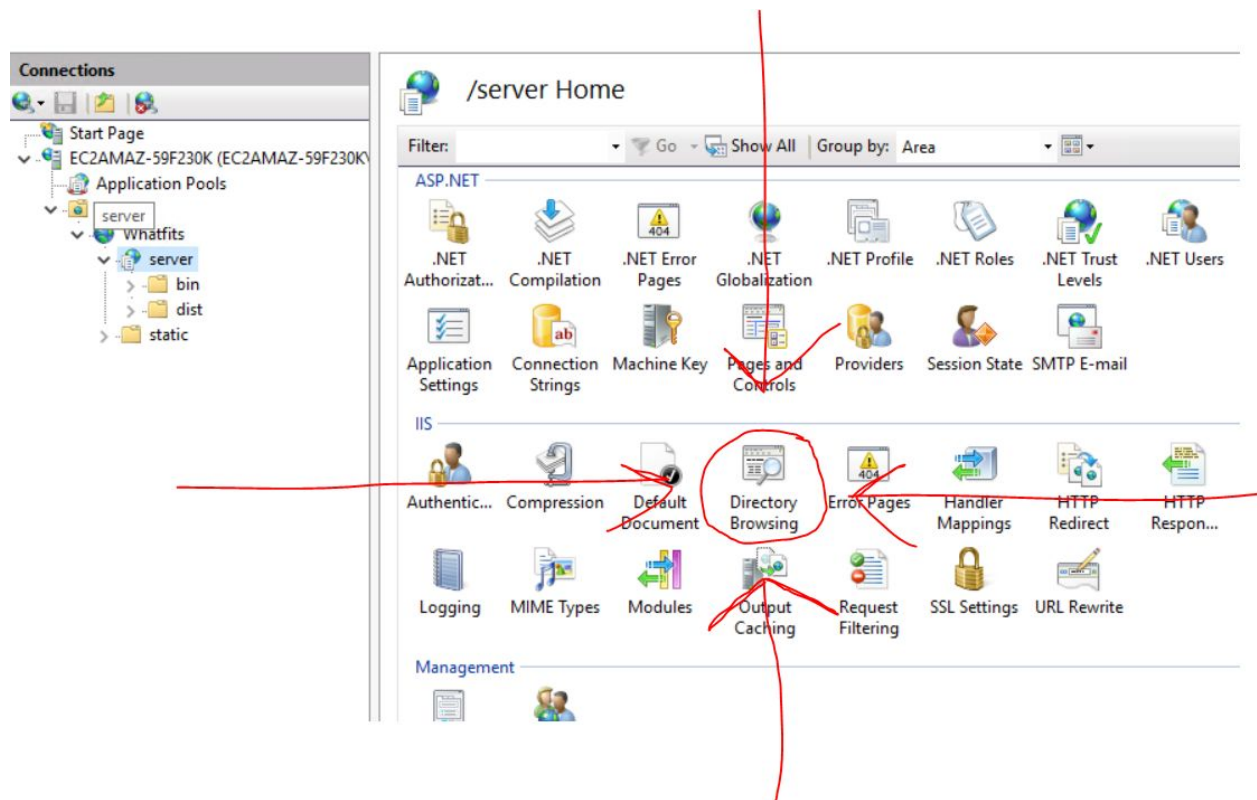 Connections
Start Page
EC2AMAZ-59F230K (EC2AMAZ-59F230K\
Application Pools
server
Whatfits
server
bin
dist
static
/server Home
Filter:
Go
Show All
Group by:
Area
ASP.NET
.NET
Authorizat...
.NET
Compilation
.NET Error
Pages
.NET
Globalization
.NET Profile
.NET Roles
.NET Trust
Levels
.NET Users
Application
Settings
Connection
Strings
Machine Key
Pages and
Controls
Providers
Session State
SMTP E-mail
IIS
Authentic...
Compression
Default
Document
Directory
Browsing
Error Pages
Handler
Mappings
HTTP
Redirect
HTTP
Respon...
Logging
MIME Types
Modules
Output
Caching
Request
Filtering
SSL Settings
URL Rewrite
Management